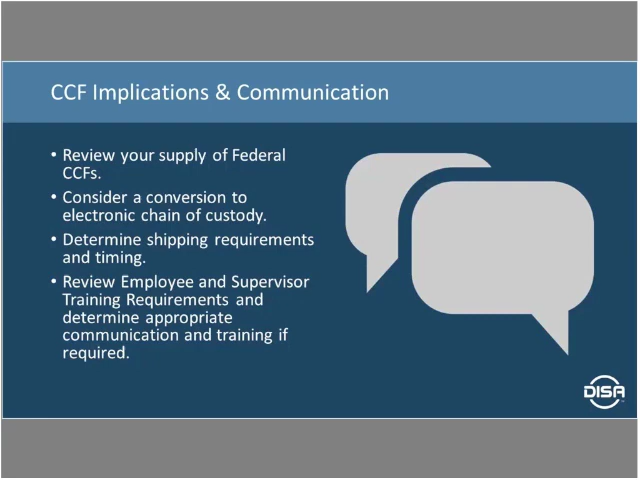 CCF Implications & Communication
• Review your supply of Federal
CCFs.
• Consider a conversion to
electronic chain of custody.
• Determine shipping requirements
and timing.
• Review Employee and Supervisor
Training Requirements and
determine appropriate
communication and training if
required.
DISA